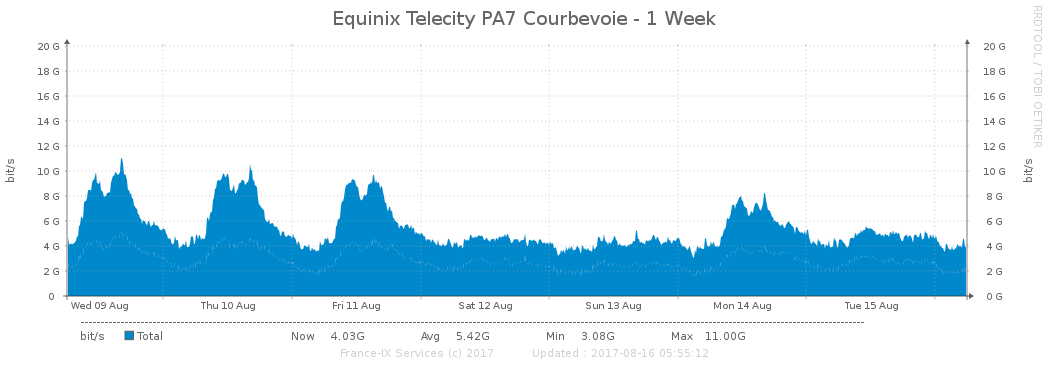 Equinix Telecity PA7 Courbevoie - 1 Week
RRDTOOL / TOBI OETIKER
bit/s
20 G
18 G
16 G
14 G
12 G
10 G
8 G
6 G
4 G
2 G
0
20 G
18 G
16 G
14 G
12 G
10 G
8 G
6 G
4 G
2 G
0 G
bit/s
Wed 09 Aug Thu 10 Aug Fri 11 Aug Sat 12 Aug Sun 13 Aug Mon 14 Aug Tue 15 Aug
bit/s Total Now 4.03G Avg 5.42G Min 3.08G Max 11.00G
France-IX Services (c) 2017 Updated : 2017-08-16 05:55:12